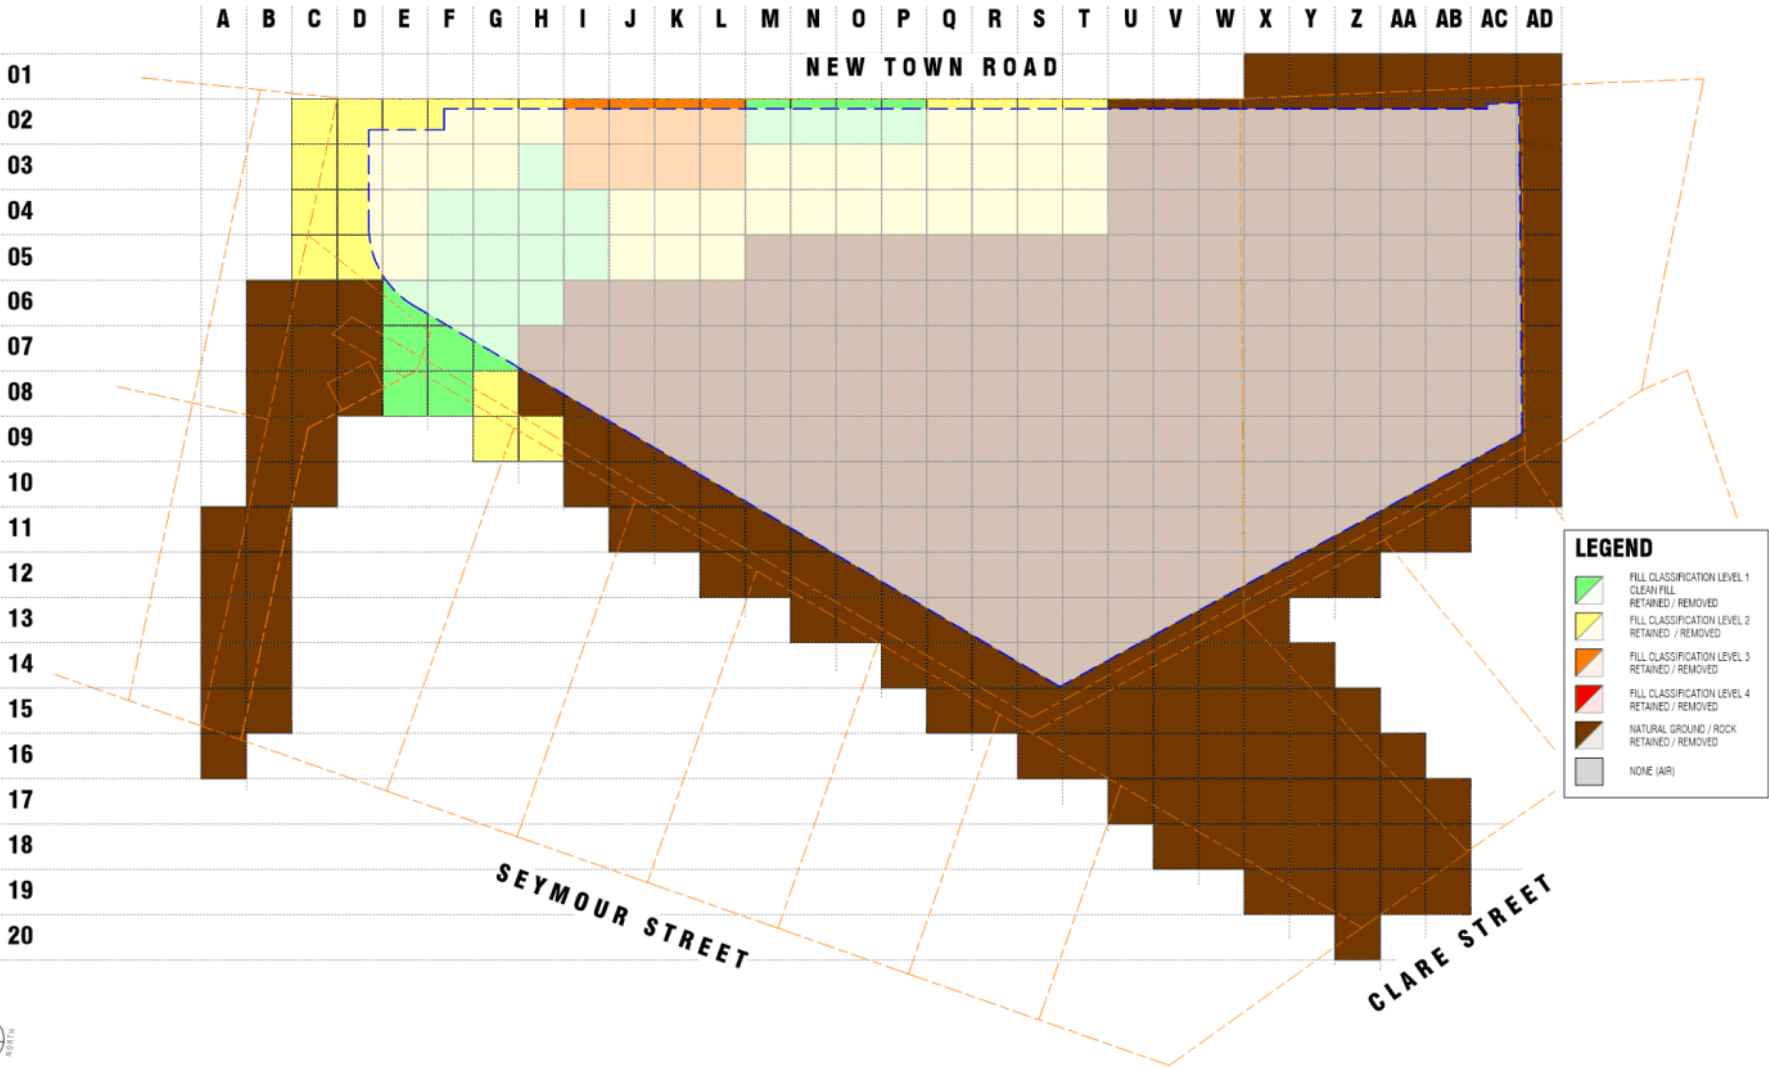 A B C D E F G H I J K L M N O P Q R S T U V W X Y Z AA AB AC AD
01
NEW TOWN ROAD
02
03
04
05
06
07
08
09
10
11
12
13
14
15
16
17
18
19
20
LEGEND
FILL CLASSIFICATION LEVEL 1
CLEAN FILL
RETAINED / REMOVED
FILL CLASSIFICATION LEVEL 2
RETAINED / REMOVED
FILL CLASSIFICATION LEVEL 3
RETAINED / REMOVED
FILL CLASSIFICATION LEVEL 4
RETAINED / REMOVED
NATURAL GROUND / ROCK
RETAINED / REMOVED
NONE (AIR)
SEYMOUR STREET
CLARE STREET
NORTH